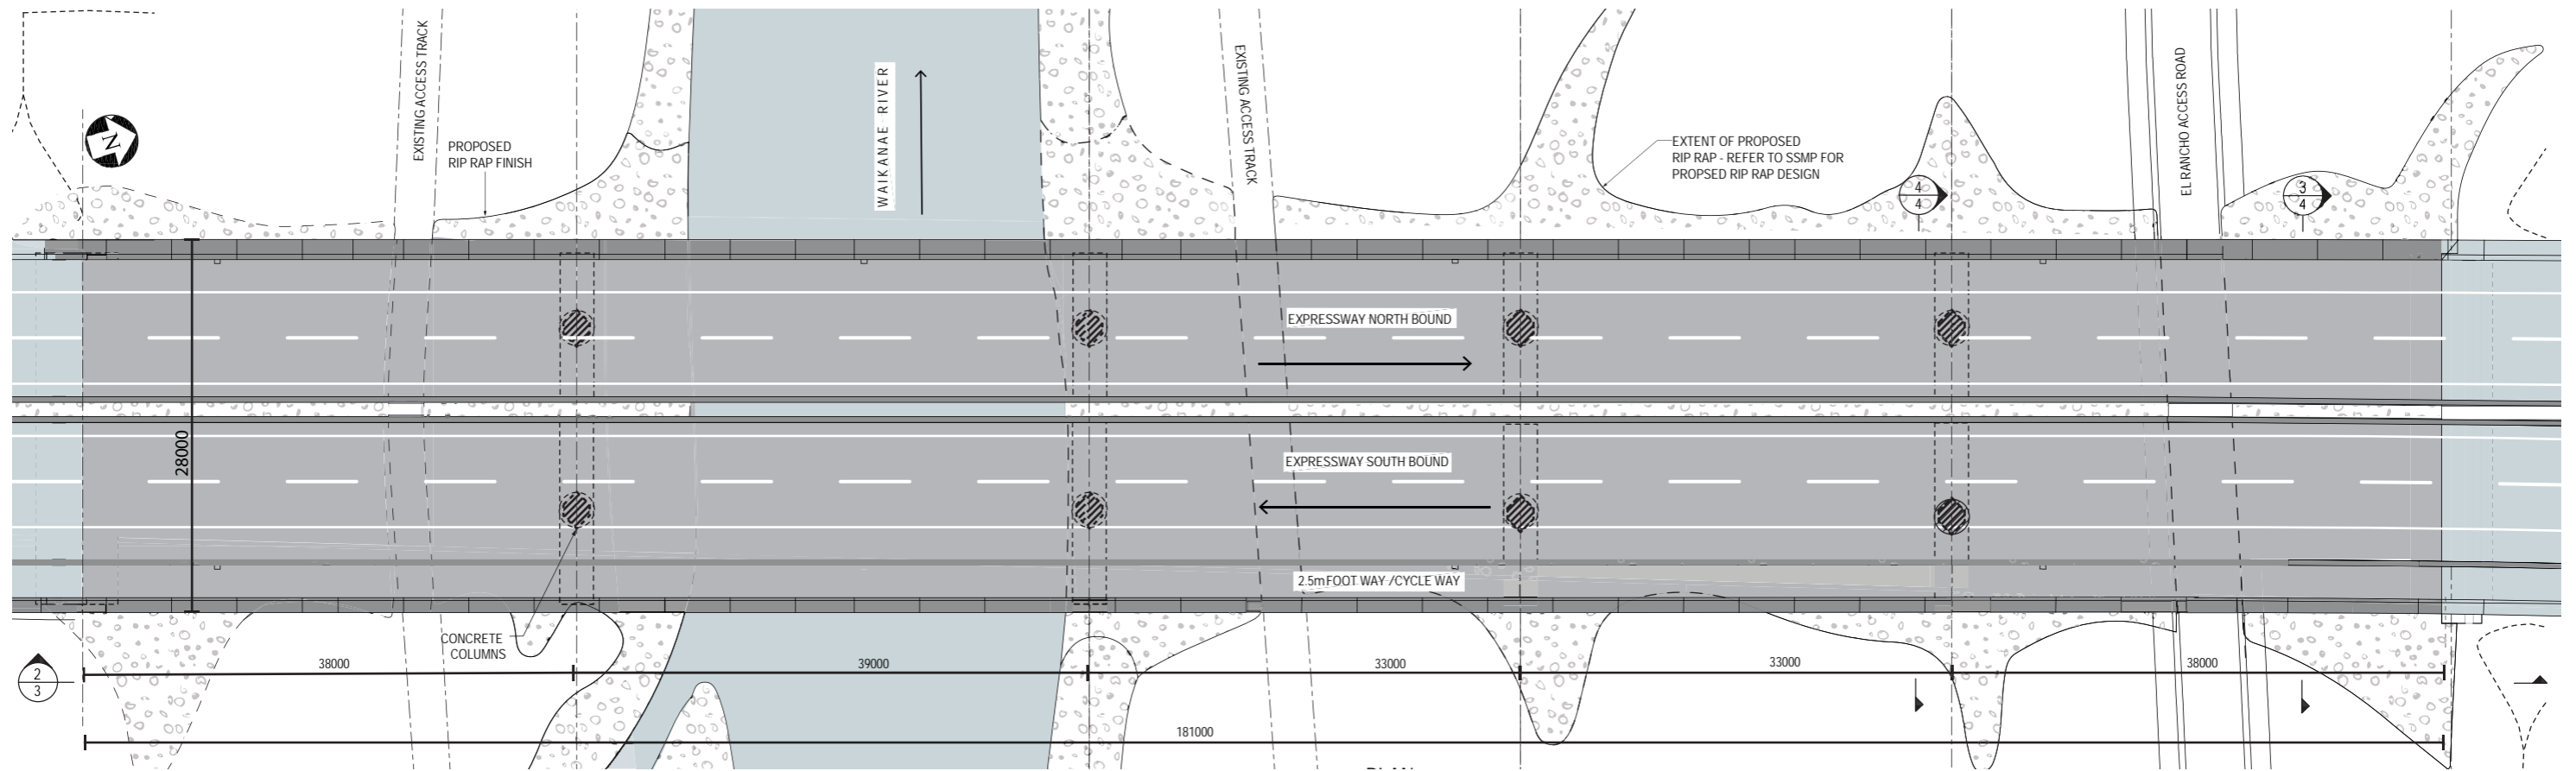 EXISTING ACCESS TRACK
N
PROPOSED
RIP RAP FINISH
WAIKANAE RIVER
EXISTING ACCESS TRACK
EXTENT OF PROPOSED
RIP RAP - REFER TO SSMP FOR
PROPSED RIP RAP DESIGN
4
4
EL RANCHO ACCESS ROAD
3
4
EXPRESSWAY NORTH BOUND
28000
EXPRESSWAY SOUTH BOUND
2.5m FOOT WAY /CYCLE WAY
CONCRETE
COLUMNS
2
3
38000
39000
33000
33000
38000
181000